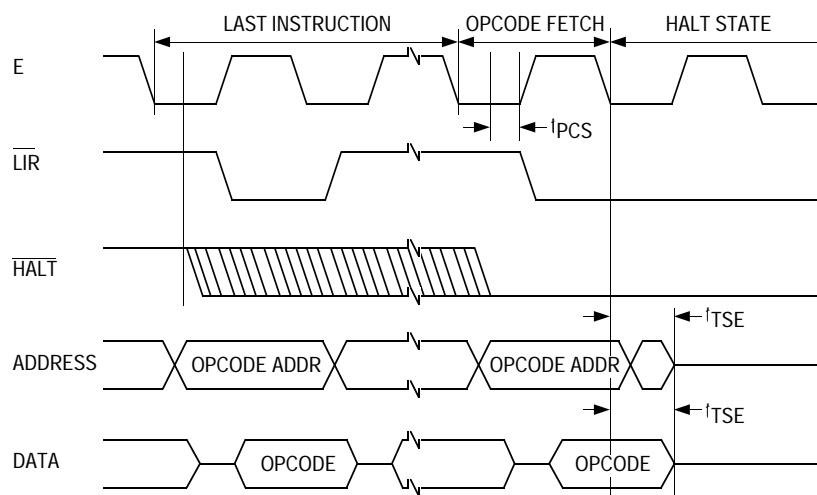 LAST INSTRUCTION OPCODE FETCH HALT STATE
E
tPCS
LIR
HALT
tTSE
ADDRESS OPCODE ADDR OPCODE ADDR
tTSE
DATA OPCODE OPCODE